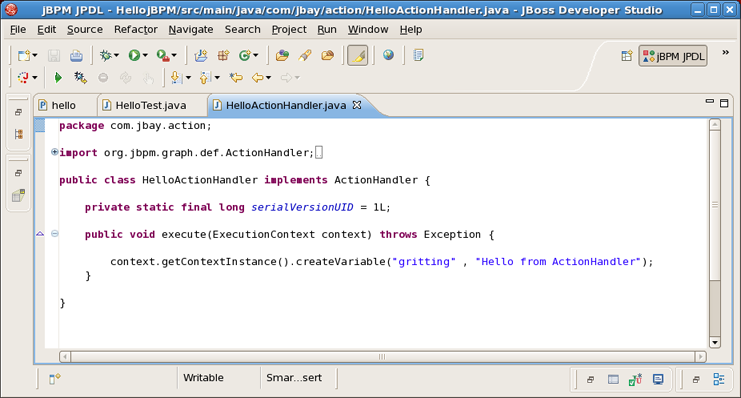 jBPM JPDL - HellojBPM/src/main/java/com/jbay/action/HelloActionHandler.java - JBoss Developer Studio
File Edit Source Refactor Navigate Search Project Run Window Help
jBPM JPDL
hello HelloTest.java HelloActionHandler.java
package com.jbay.action;
import org.jbpm.graph.def.ActionHandler;
public class HelloActionHandler implements ActionHandler {
private static final long serialVersionUID = 1L;
public void execute(ExecutionContext context) throws Exception {
context.getContextInstance().createVariable("gritting" , "Hello from ActionHandler");
}
}
Writable Smar...sert